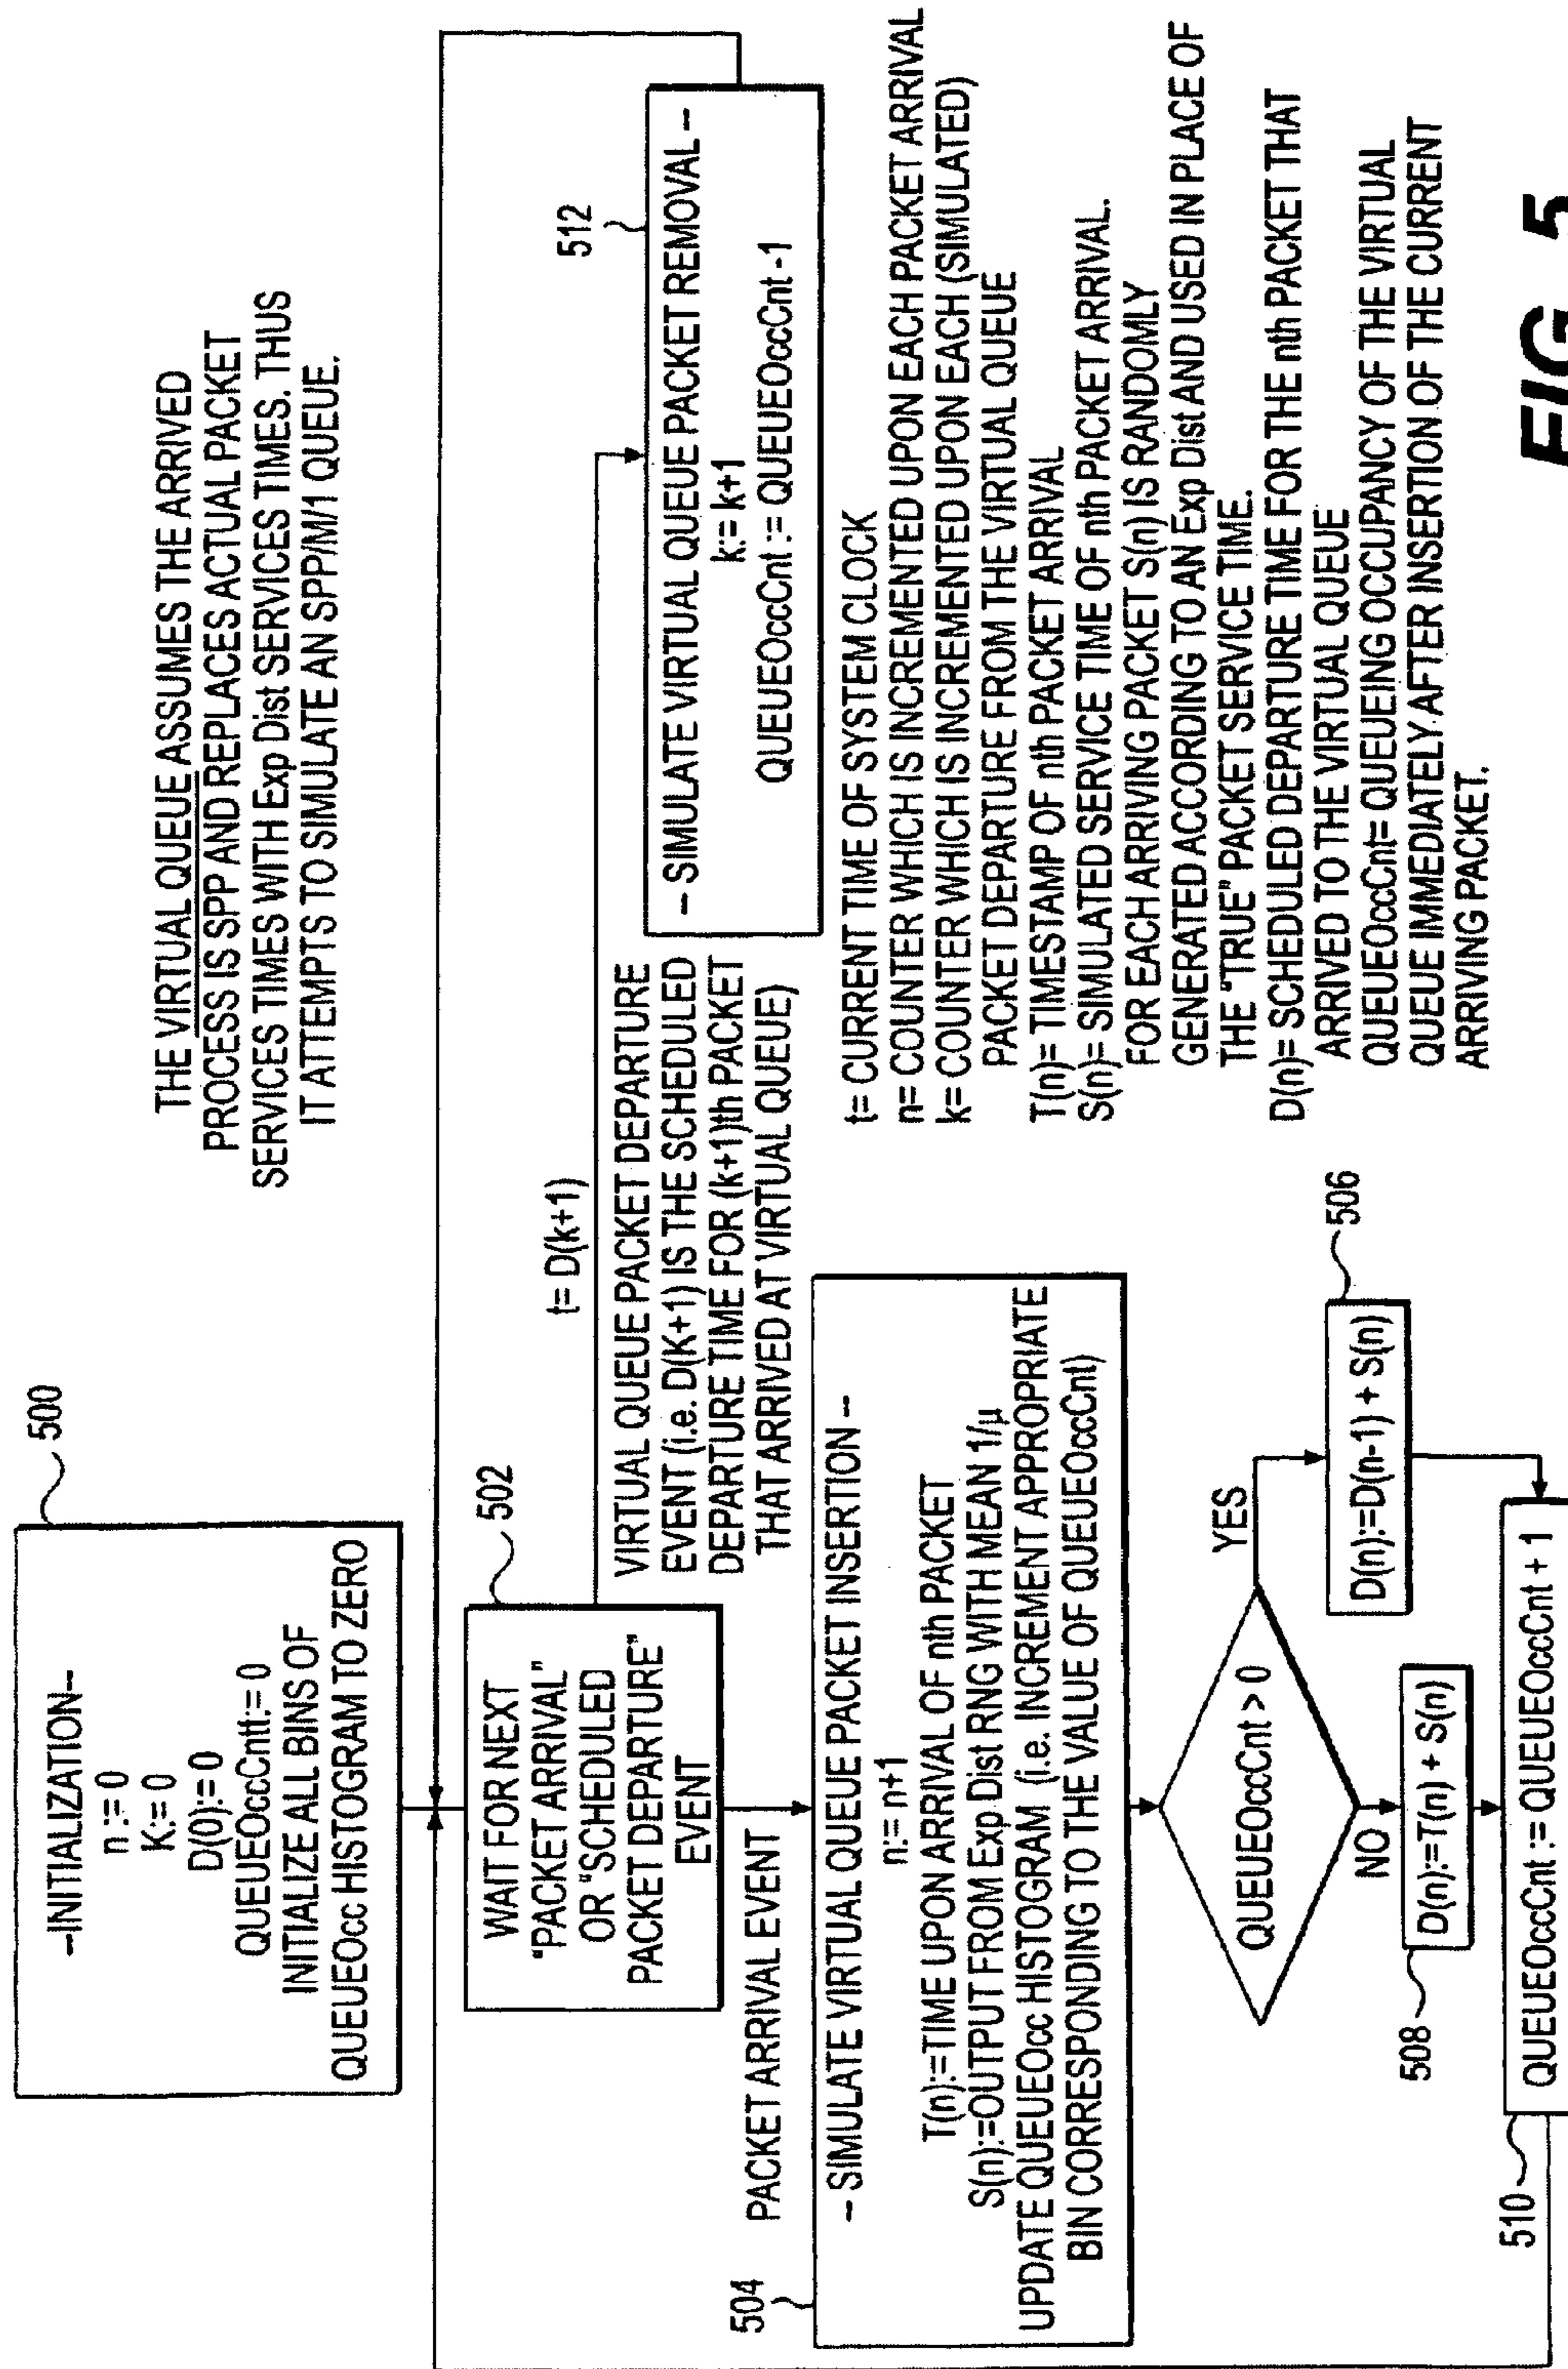 THE VIRTUAL QUEUE ASSUMES THE ARRIVED
PROCESS IS SPP AND REPLACES ACTUAL PACKET
SERVICES TIMES WITH Exp Dist SERVICES TIMES. THUS
IT ATTEMPTS TO SIMULATE AN SPP/M/1 QUEUE.
500
--INITIALIZATION--
n := 0
K:= 0
D(0):= 0
QUEUEOccCntt:= 0
INITIALIZE ALL BINS OF
QUEUEOcc HISTOGRAM TO ZERO
502
WAIT FOR NEXT
"PACKET ARRIVAL"
OR "SCHEDULED
PACKET DEPARTURE"
EVENT
t= D(k+1)
VIRTUAL QUEUE PACKET DEPARTURE
EVENT (i.e. D(K+1) IS THE SCHEDULED
DEPARTURE TIME FOR (k+1)th PACKET
THAT ARRIVED AT VIRTUAL QUEUE)
512
-- SIMULATE VIRTUAL QUEUE PACKET REMOVAL --
k:= k+1
QUEUEOccCnt := QUEUEOccCnt -1
PACKET ARRIVAL EVENT
504
-- SIMULATE VIRTUAL QUEUE PACKET INSERTION --
n:= n+1
T(n):=TIME UPON ARRIVAL OF nth PACKET
S(n):=OUTPUT FROM Exp Dist RNG WITH MEAN 1/µ
UPDATE QUEUEOcc HISTOGRAM (i.e. INCREMENT APPROPRIATE
BIN CORRESPONDING TO THE VALUE OF QUEUEOccCnt)
QUEUEOccCnt > 0
YES
506
D(n):=D(n-1) + S(n)
NO
508
D(n):=T(n) + S(n)
510
QUEUEOccCnt := QUEUEOccCnt + 1
t= CURRENT TIME OF SYSTEM CLOCK
n= COUNTER WHICH IS INCREMENTED UPON EACH PACKET ARRIVAL
k= COUNTER WHICH IS INCREMENTED UPON EACH (SIMULATED)
PACKET DEPARTURE FROM THE VIRTUAL QUEUE
T(n)= TIMESTAMP OF nth PACKET ARRIVAL
S(n)= SIMULATED SERVICE TIME OF nth PACKET ARRIVAL.
FOR EACH ARRIVING PACKET S(n) IS RANDOMLY
GENERATED ACCORDING TO AN Exp Dist AND USED IN PLACE OF
THE "TRUE" PACKET SERVICE TIME.
D(n)= SCHEDULED DEPARTURE TIME FOR THE nth PACKET THAT
ARRIVED TO THE VIRTUAL QUEUE
QUEUEOccCnt= QUEUEING OCCUPANCY OF THE VIRTUAL
QUEUE IMMEDIATELY AFTER INSERTION OF THE CURRENT
ARRIVING PACKET.
FIG. 5